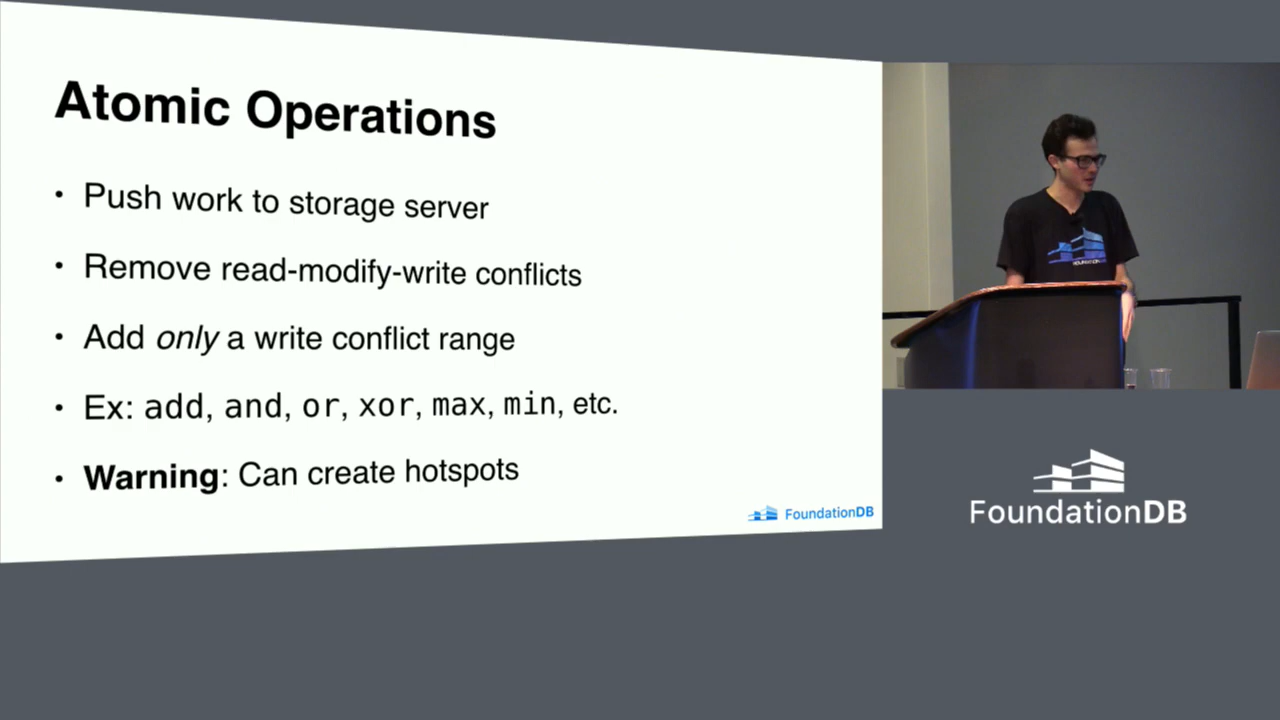 Atomic Operations
• Push work to storage server
• Remove read-modify-write conflicts
• Add only a write conflict range
• Ex: add, and, or, xor, max, min, etc.
• Warning: Can create hotspots
FoundationDB
FoundationDB